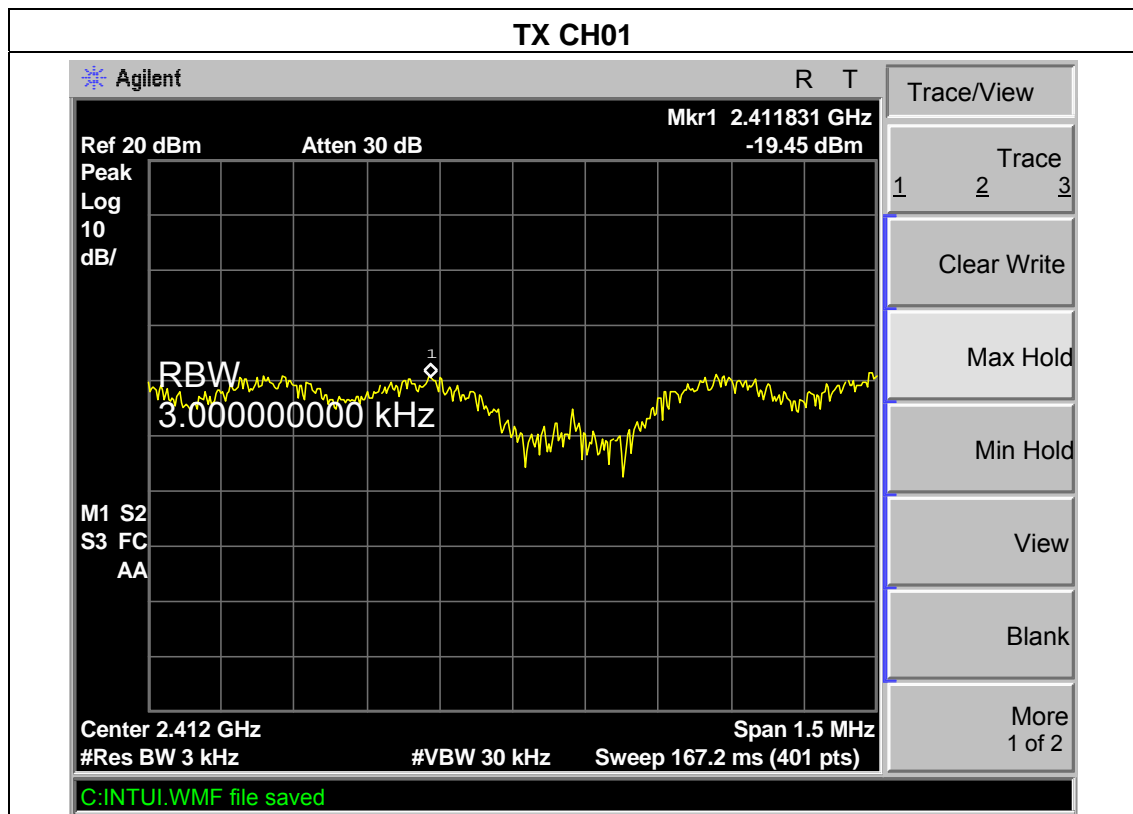 TX CH01
Agilent R T
Trace/View
Mkr1 2.411831 GHz
Ref 20 dBm Atten 30 dB -19.45 dBm
Peak
Log
10
dB/
1
RBW
3.000000000 kHz
M1 S2
S3 FC
AA
Center 2.412 GHz Span 1.5 MHz
#Res BW 3 kHz #VBW 30 kHz Sweep 167.2 ms (401 pts)
C:INTUI.WMF file saved
Trace
1 2 3
Clear Write
Max Hold
Min Hold
View
Blank
More
1 of 2